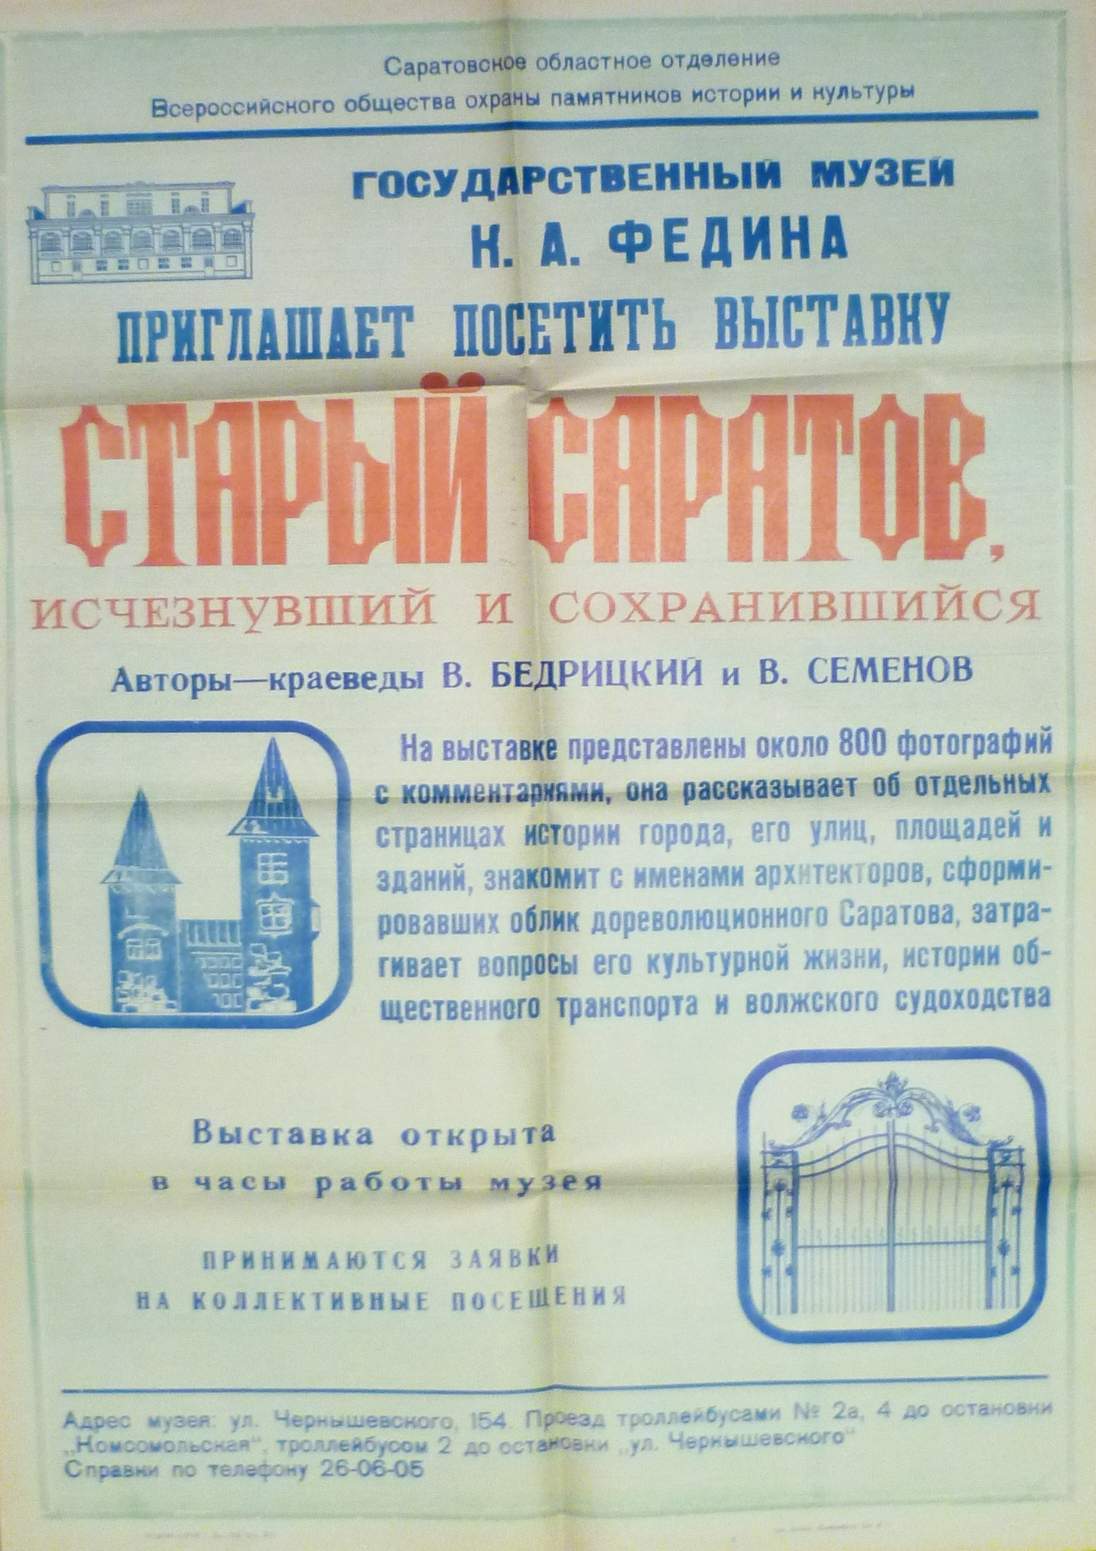 Саратовское областное отделение
Всероссийского общества охраны памятников истории и культуры
ГОСУДАРСТВЕННЫЙ МУЗЕЙ
К. А. ФЕДИНА
ПРИГЛАШАЕТ ПОСЕТИТЬ ВЫСТАВКУ
СТАРЫЙ САРАТОВ,
ИСЧЕЗНУВШИЙ И СОХРАНИВШИЙСЯ
Авторы—краеведы В. БЕДРИЦКИЙ и В. СЕМЕНОВ
На выставке представлены около 800 фотографий
с комментариями, она рассказывает об отдельных
страницах истории города, его улиц, площадей и
зданий, знакомит с именами архитекторов, сформи-
ровавших облик дореволюционного Саратова, затра-
гивает вопросы его культурной жизни, истории об-
щественного транспорта и волжского судоходства
Выставка открыта
в часы работы музея
ПРИНИМАЮТСЯ ЗАЯВКИ
НА КОЛЛЕКТИВНЫЕ ПОСЕЩЕНИЯ
Адрес музея: ул. Чернышевского, 154. Проезд троллейбусами № 2а, 4 до остановки
„Комсомольская“, троллейбусом 2 до остановки „ул. Чернышевского“
Справки по телефону 26-06-05